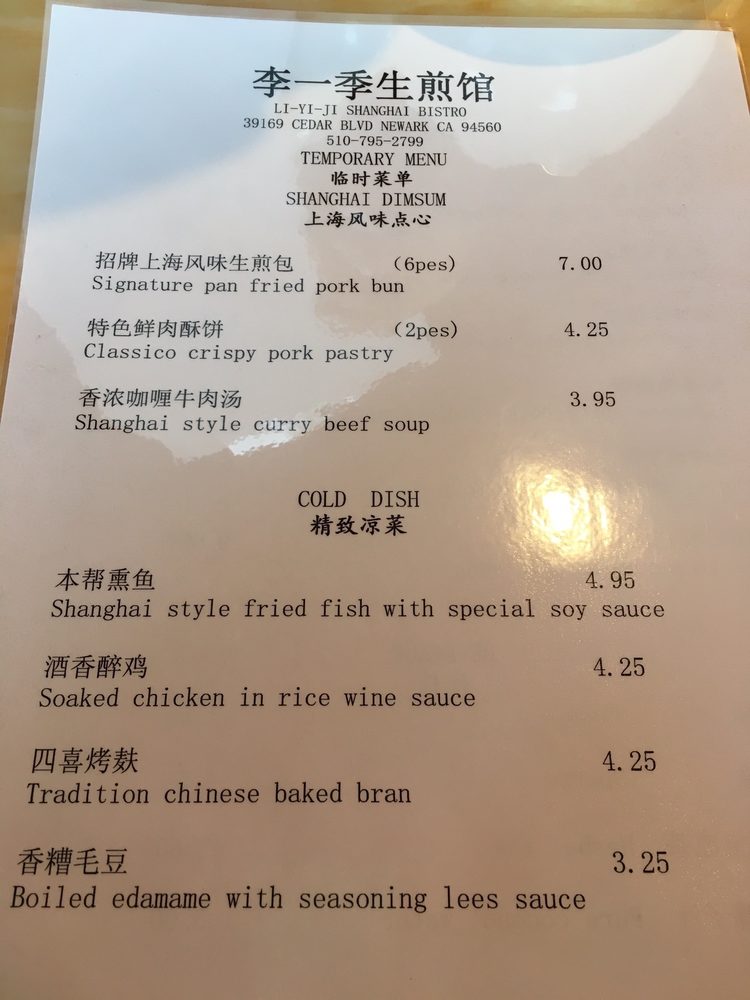 李一季生煎馆
LI-YI-JI SHANGHAI BISTRO
39169 CEDAR BLVD NEWARK CA 94560
510-795-2799
TEMPORARY MENU
临时菜单
SHANGHAI DIMSUM
上海风味点心
招牌上海风味生煎包 (6pes) 7.00
Signature pan fried pork bun
特色鲜肉酥饼 (2pes) 4.25
Classico crispy pork pastry
香浓咖喱牛肉汤 3.95
Shanghai style curry beef soup
COLD DISH
精致凉菜
本帮熏鱼 4.95
Shanghai style fried fish with special soy sauce
酒香醉鸡 4.25
Soaked chicken in rice wine sauce
四喜烤麸 4.25
Tradition chinese baked bran
香糟毛豆 3.25
Boiled edamame with seasoning lees sauce